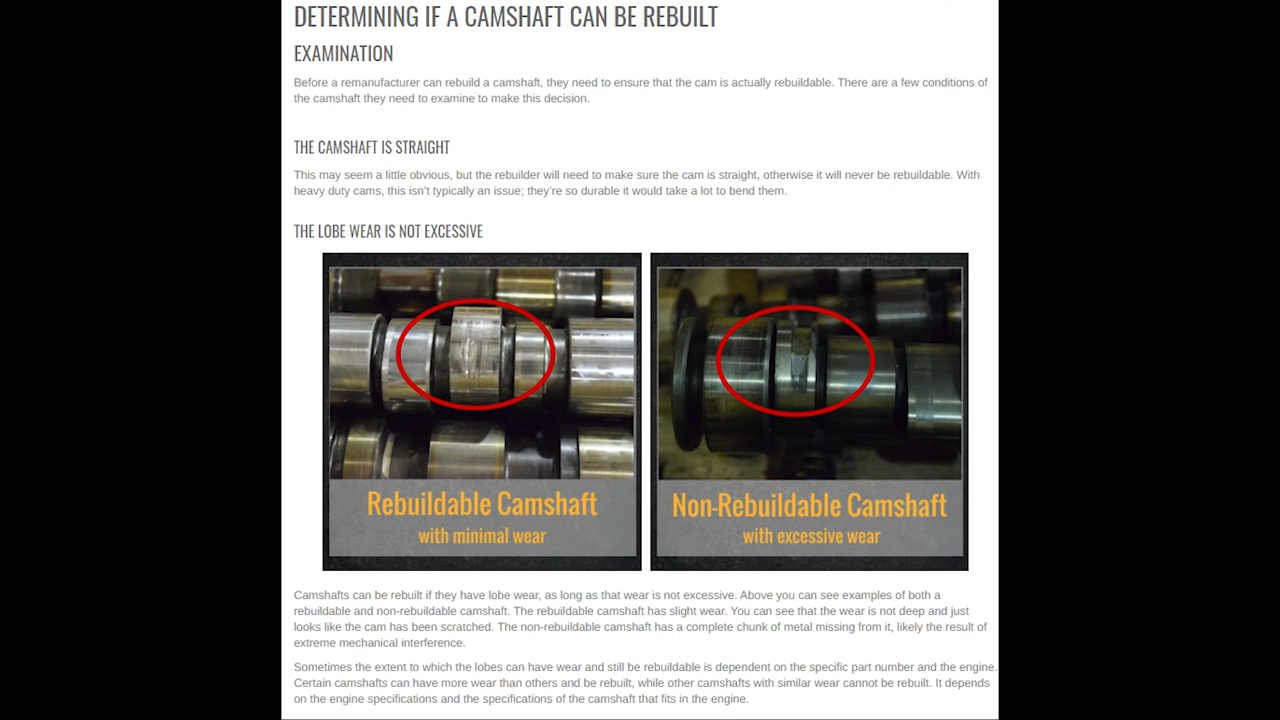 DETERMINING IF A CAMSHAFT CAN BE REBUILT
EXAMINATION
Before a remanufacturer can rebuild a camshaft, they need to ensure that the cam is actually rebuildable. There are a few conditions of
the camshaft they need to examine to make this decision.
THE CAMSHAFT IS STRAIGHT
This may seem a little obvious, but the rebuilder will need to make sure the cam is straight, otherwise it will never be rebuildable. With
heavy duty cams, this isn’t typically an issue; they’re so durable it would take a lot to bend them.
THE LOBE WEAR IS NOT EXCESSIVE
Rebuildable Camshaft
with minimal wear
Non-Rebuildable Camshaft
with excessive wear
Camshafts can be rebuilt if they have lobe wear, as long as that wear is not excessive. Above you can see examples of both a
rebuildable and non-rebuildable camshaft. The rebuildable camshaft has slight wear. You can see that the wear is not deep and just
looks like the cam has been scratched. The non-rebuildable camshaft has a complete chunk of metal missing from it, likely the result of
extreme mechanical interference.
Sometimes the extent to which the lobes can have wear and still be rebuildable is dependent on the specific part number and the engine.
Certain camshafts can have more wear than others and be rebuilt, while other camshafts with similar wear cannot be rebuilt. It depends
on the engine specifications and the specifications of the camshaft that fits in the engine.